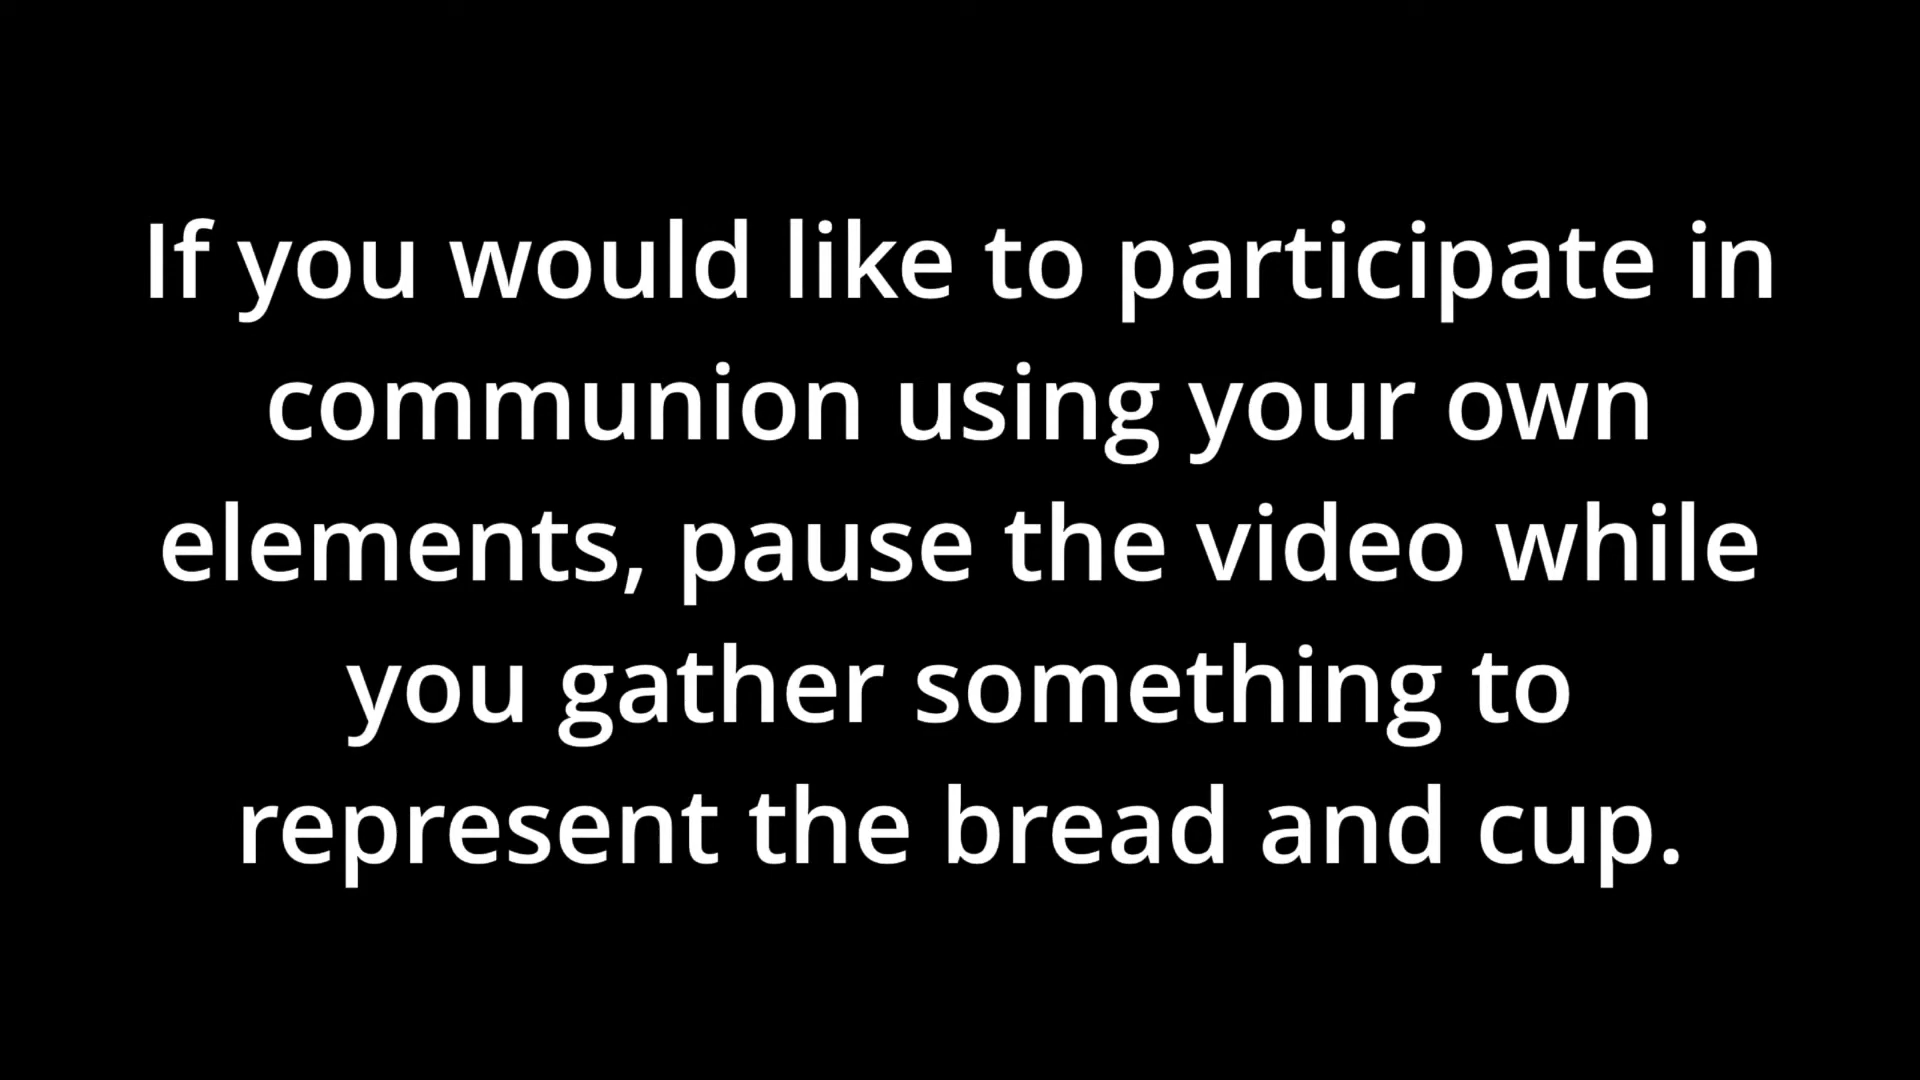 If you would like to participate in
communion using your own
elements, pause the video while
you gather something to
represent the bread and cup.